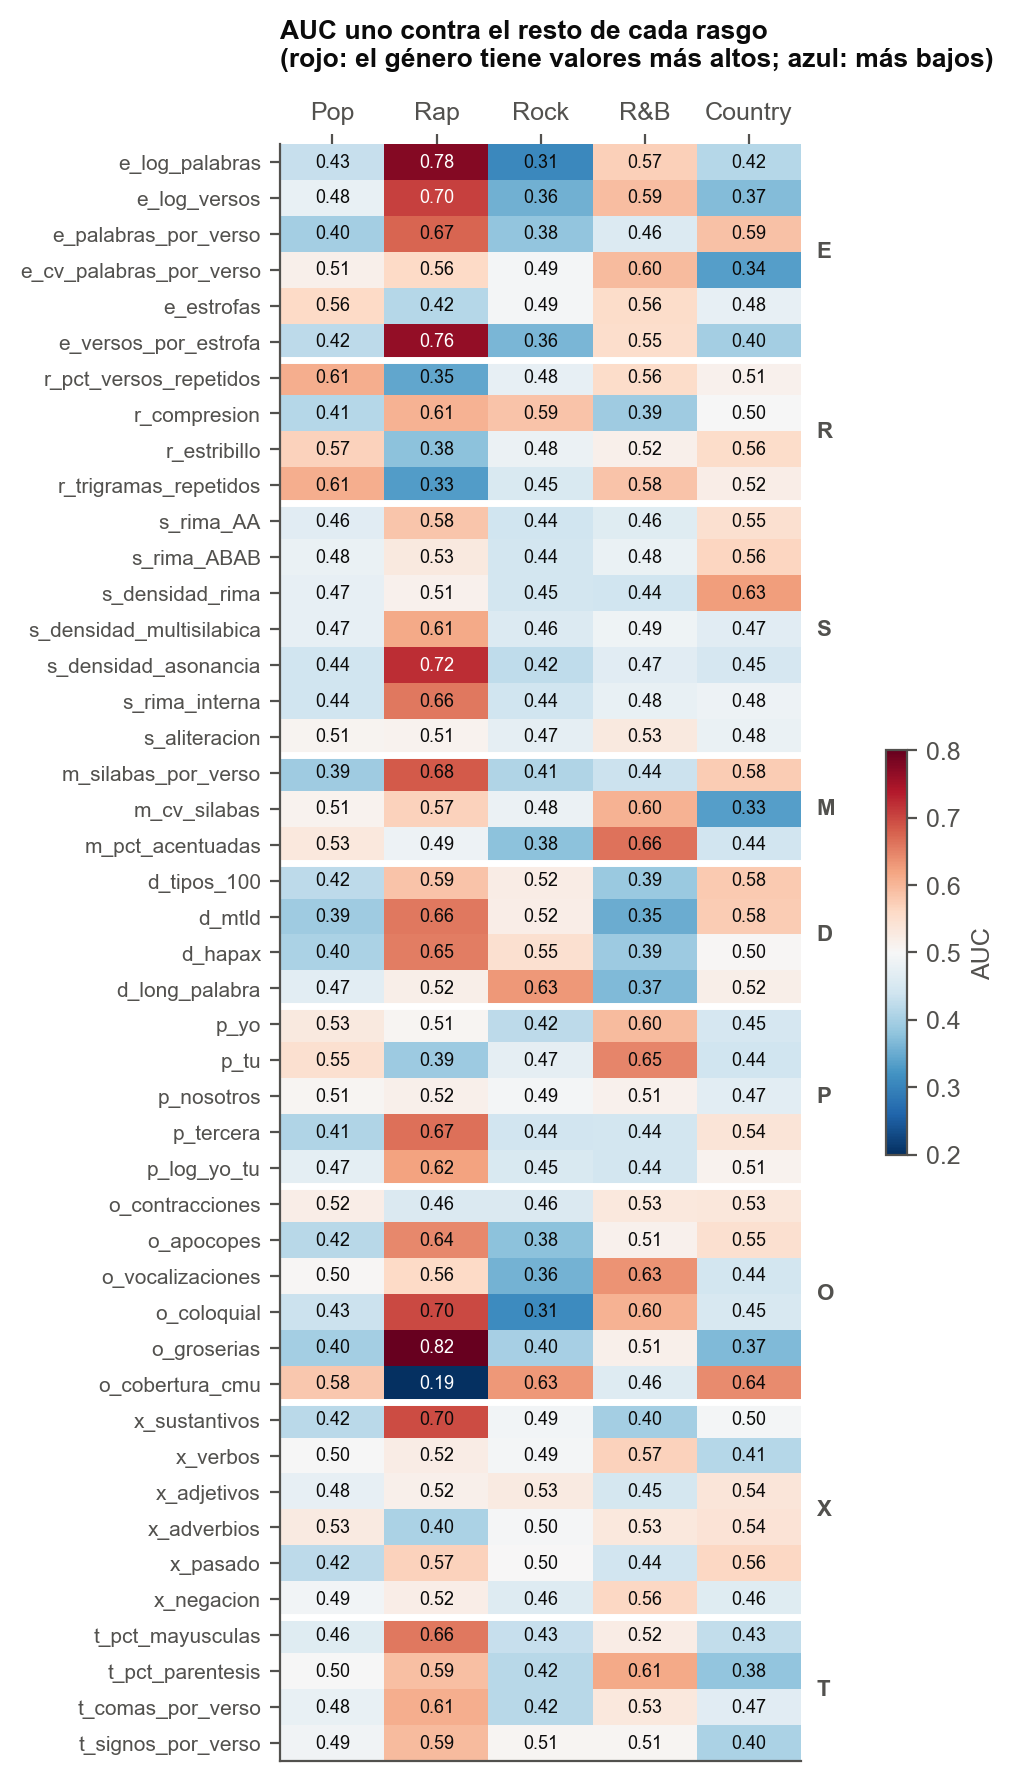 AUC uno contra el resto de cada rasgo
(rojo: el género tiene valores más altos; azul: más bajos)
Pop Rap Rock R&B Country
e_log_palabras 0.43 0.78 0.31 0.57 0.42
e_log_versos 0.48 0.70 0.36 0.59 0.37
e_palabras_por_verso 0.40 0.67 0.38 0.46 0.59
E
e_cv_palabras_por_verso 0.51 0.56 0.49 0.60 0.34
e_estrofas 0.56 0.42 0.49 0.56 0.48
e_versos_por_estrofa 0.42 0.76 0.36 0.55 0.40
r_pct_versos_repetidos 0.61 0.35 0.48 0.56 0.51
r_compresion 0.41 0.61 0.59 0.39 0.50
R
r_estribillo 0.57 0.38 0.48 0.52 0.56
r_trigramas_repetidos 0.61 0.33 0.45 0.58 0.52
s_rima_AA 0.46 0.58 0.44 0.46 0.55
s_rima_ABAB 0.48 0.53 0.44 0.48 0.56
s_densidad_rima 0.47 0.51 0.45 0.44 0.63
s_densidad_multisilabica 0.47 0.61 0.46 0.49 0.47 S
s_densidad_asonancia 0.44 0.72 0.42 0.47 0.45
s_rima_interna 0.44 0.66 0.44 0.48 0.48
s_aliteracion 0.51 0.51 0.47 0.53 0.48
m_silabas_por_verso 0.39 0.68 0.41 0.44 0.58
m_cv_silabas 0.51 0.57 0.48 0.60 0.33 M
m_pct_acentuadas 0.53 0.49 0.38 0.66 0.44
d_tipos_100 0.42 0.59 0.52 0.39 0.58
d_mtld 0.39 0.66 0.52 0.35 0.58
D
d_hapax 0.40 0.65 0.55 0.39 0.50
d_long_palabra 0.47 0.52 0.63 0.37 0.52
p_yo 0.53 0.51 0.42 0.60 0.45
p_tu 0.55 0.39 0.47 0.65 0.44
p_nosotros 0.51 0.52 0.49 0.51 0.47 P
p_tercera 0.41 0.67 0.44 0.44 0.54
p_log_yo_tu 0.47 0.62 0.45 0.44 0.51
o_contracciones 0.52 0.46 0.46 0.53 0.53
o_apocopes 0.42 0.64 0.38 0.51 0.55
o_vocalizaciones 0.50 0.56 0.36 0.63 0.44
O
o_coloquial 0.43 0.70 0.31 0.60 0.45
o_groserias 0.40 0.82 0.40 0.51 0.37
o_cobertura_cmu 0.58 0.19 0.63 0.46 0.64
x_sustantivos 0.42 0.70 0.49 0.40 0.50
x_verbos 0.50 0.52 0.49 0.57 0.41
x_adjetivos 0.48 0.52 0.53 0.45 0.54
X
x_adverbios 0.53 0.40 0.50 0.53 0.54
x_pasado 0.42 0.57 0.50 0.44 0.56
x_negacion 0.49 0.52 0.46 0.56 0.46
t_pct_mayusculas 0.46 0.66 0.43 0.52 0.43
t_pct_parentesis 0.50 0.59 0.42 0.61 0.38
T
t_comas_por_verso 0.48 0.61 0.42 0.53 0.47
t_signos_por_verso 0.49 0.59 0.51 0.51 0.40
0.8
0.7
0.6
0.5
0.4
0.3
0.2
AUC